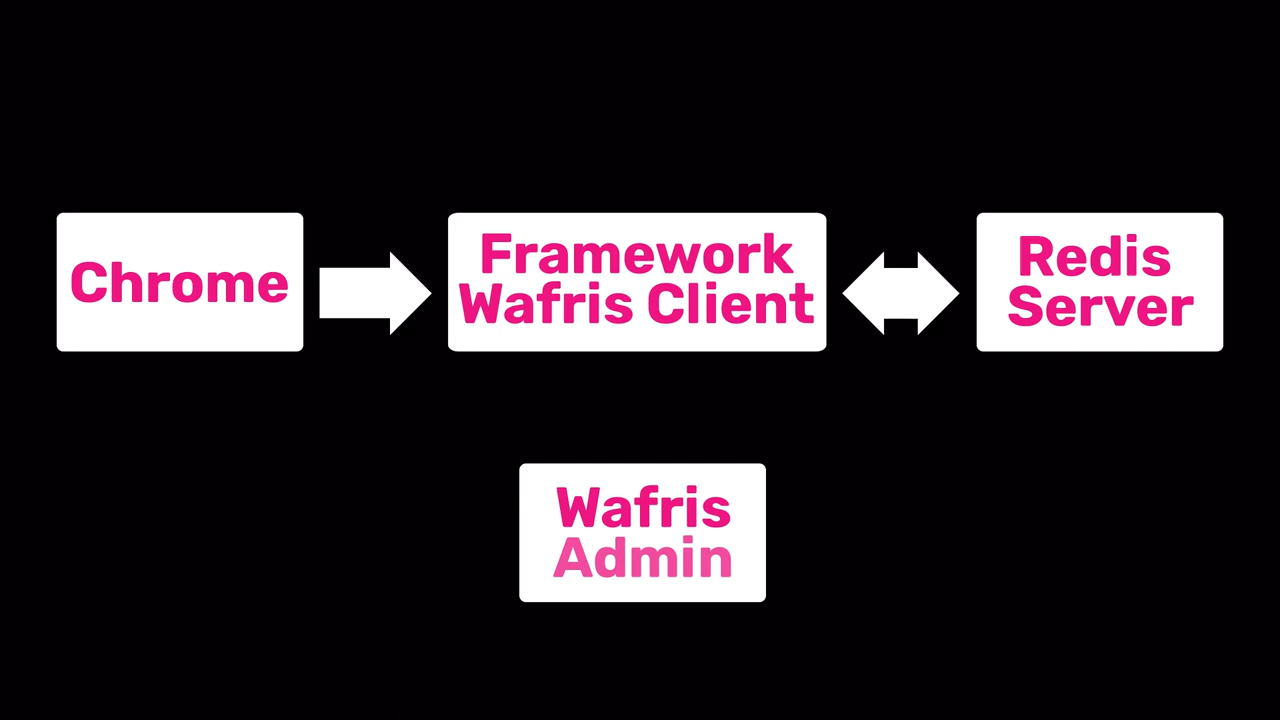 Chrome
Framework
Wafris Client
Redis
Server
Wafris
Admin